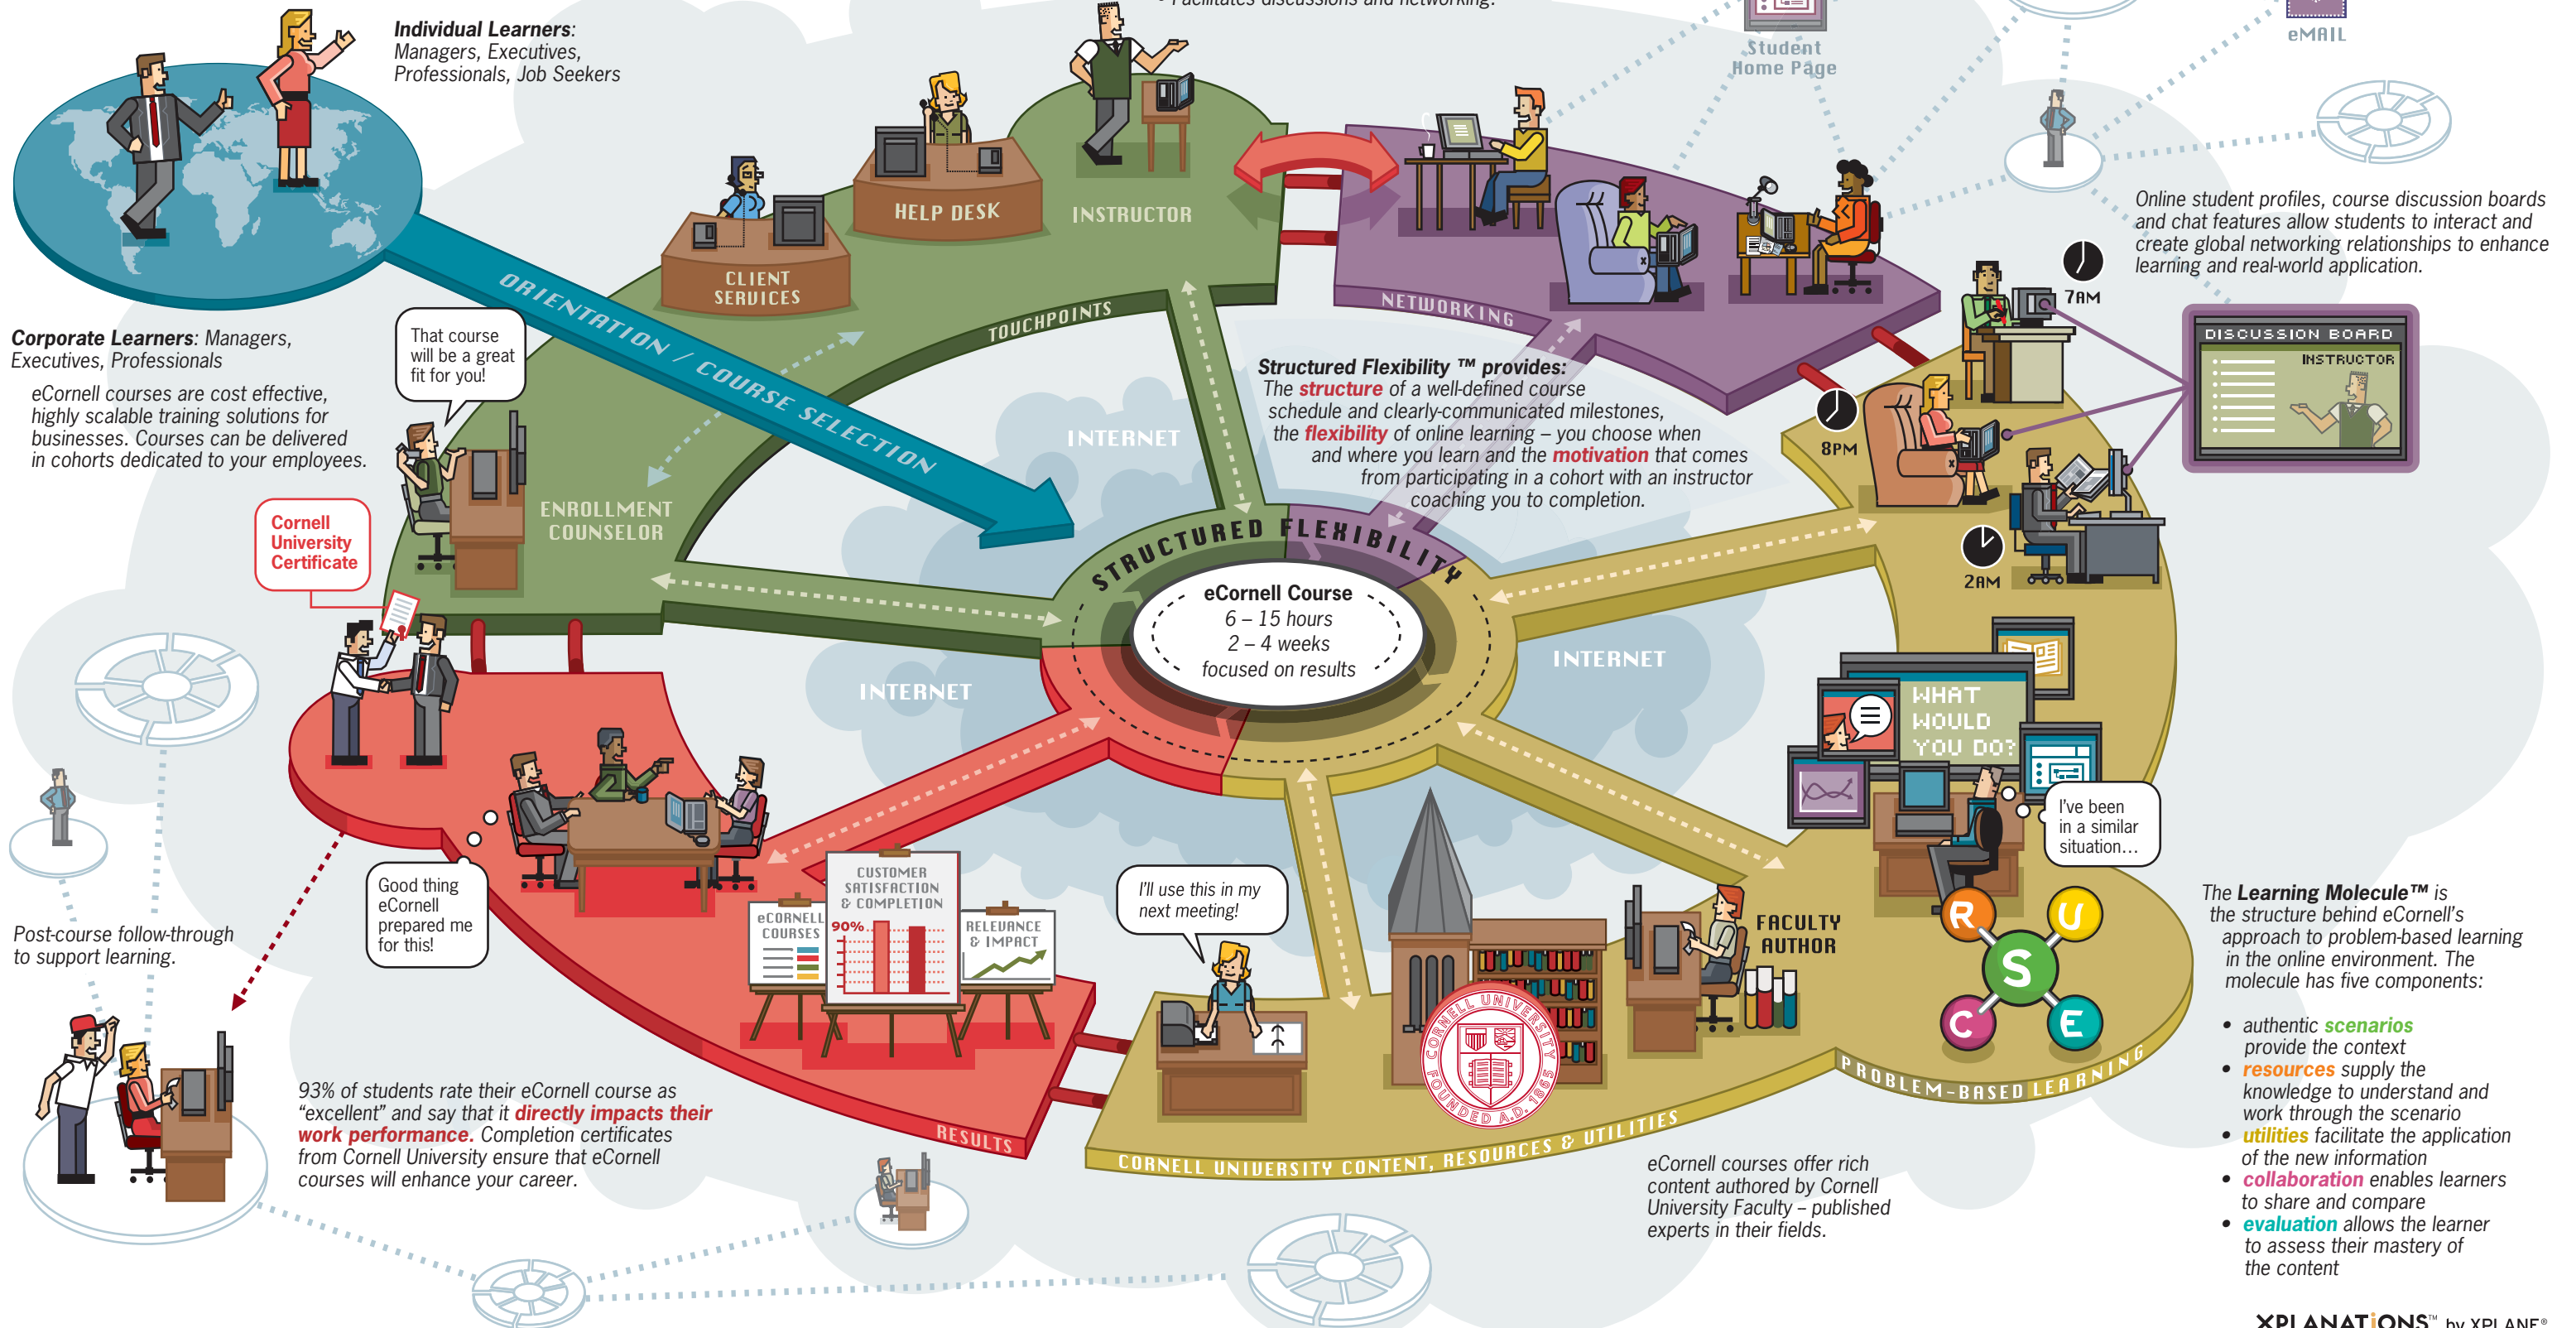 • Facilitates discussions and networking.
Individual Learners:
Managers, Executives,
Professionals, Job Seekers
Student
Home Page
eMAIL
Online student profiles, course discussion boards
and chat features allow students to interact and
create global networking relationships to enhance
learning and real-world application.
HELP DESK
INSTRUCTOR
CLIENT
SERVICES
ORIENTATION / COURSE SELECTION
TOUCHPOINTS
NETWORKING
7AM
8PM
2AM
DISCUSSION BOARD
INSTRUCTOR
Corporate Learners: Managers,
Executives, Professionals
eCornell courses are cost effective,
highly scalable training solutions for
businesses. Courses can be delivered
in cohorts dedicated to your employees.
That course
will be a great
fit for you!
ENROLLMENT
COUNSELOR
Structured Flexibility ™ provides:
The structure of a well-defined course
schedule and clearly-communicated milestones,
the flexibility of online learning – you choose when
and where you learn and the motivation that comes
from participating in a cohort with an instructor
coaching you to completion.
INTERNET
INTERNET
INTERNET
Cornell
University
Certificate
STRUCTURED FLEXIBILITY
eCornell Course
6 – 15 hours
2 – 4 weeks
focused on results
WHAT
WOULD
YOU DO?
I've been
in a similar
situation…
Good thing
eCornell
prepared me
for this!
eCORNELL
COURSES
CUSTOMER
SATISFACTION
& COMPLETION
90%
RELEVANCE
& IMPACT
I'll use this in my
next meeting!
FACULTY
AUTHOR
CORNELL UNIVERSITY
FOUNDED A.D. 1865
R
U
S
C
E
PROBLEM-BASED LEARNING
RESULTS
CORNELL UNIVERSITY CONTENT, RESOURCES & UTILITIES
Post-course follow-through
to support learning.
93% of students rate their eCornell course as
“excellent” and say that it directly impacts their
work performance. Completion certificates
from Cornell University ensure that eCornell
courses will enhance your career.
eCornell courses offer rich
content authored by Cornell
University Faculty – published
experts in their fields.
The Learning Molecule™ is
the structure behind eCornell's
approach to problem-based learning
in the online environment. The
molecule has five components:
• authentic scenarios
provide the context
• resources supply the
knowledge to understand and
work through the scenario
• utilities facilitate the application
of the new information
• collaboration enables learners
to share and compare
• evaluation allows the learner
to assess their mastery of
the content
XPLANATiONS™ by XPLANE®